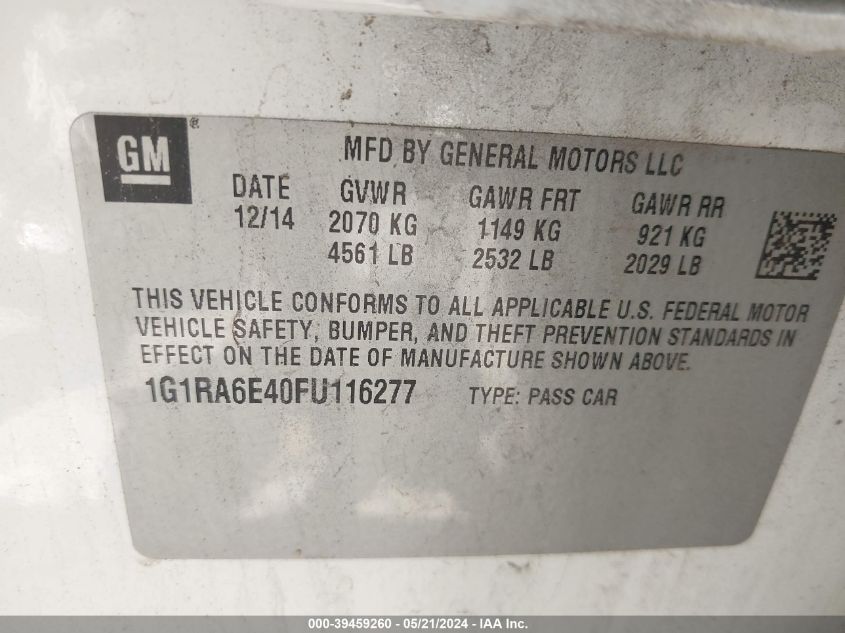 GM®
MFD BY GENERAL MOTORS LLC
DATE GVWR GAWR FRT GAWR RR
12/14 2070 KG 1149 KG 921 KG
4561 LB 2532 LB 2029 LB
THIS VEHICLE CONFORMS TO ALL APPLICABLE U.S. FEDERAL MOTOR
VEHICLE SAFETY, BUMPER, AND THEFT PREVENTION STANDARDS IN
EFFECT ON THE DATE OF MANUFACTURE SHOWN ABOVE.
1G1RA6E40FU116277 TYPE: PASS CAR
000-39459260 - 05/21/2024 - IAA Inc.